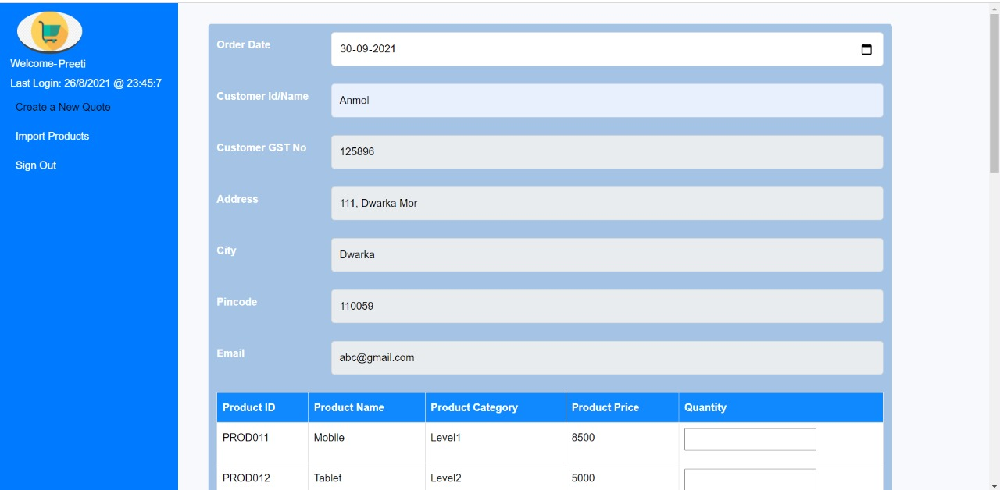 Welcome-Preeti
Last Login: 26/8/2021 @ 23:45:7
Create a New Quote
Import Products
Sign Out
Order Date 30-09-2021
Customer Id/Name Anmol
Customer GST No 125896
Address 111, Dwarka Mor
City Dwarka
Pincode 110059
Email abc@gmail.com
Product ID Product Name Product Category Product Price Quantity
PROD011 Mobile Level1 8500
PROD012 Tablet Level2 5000